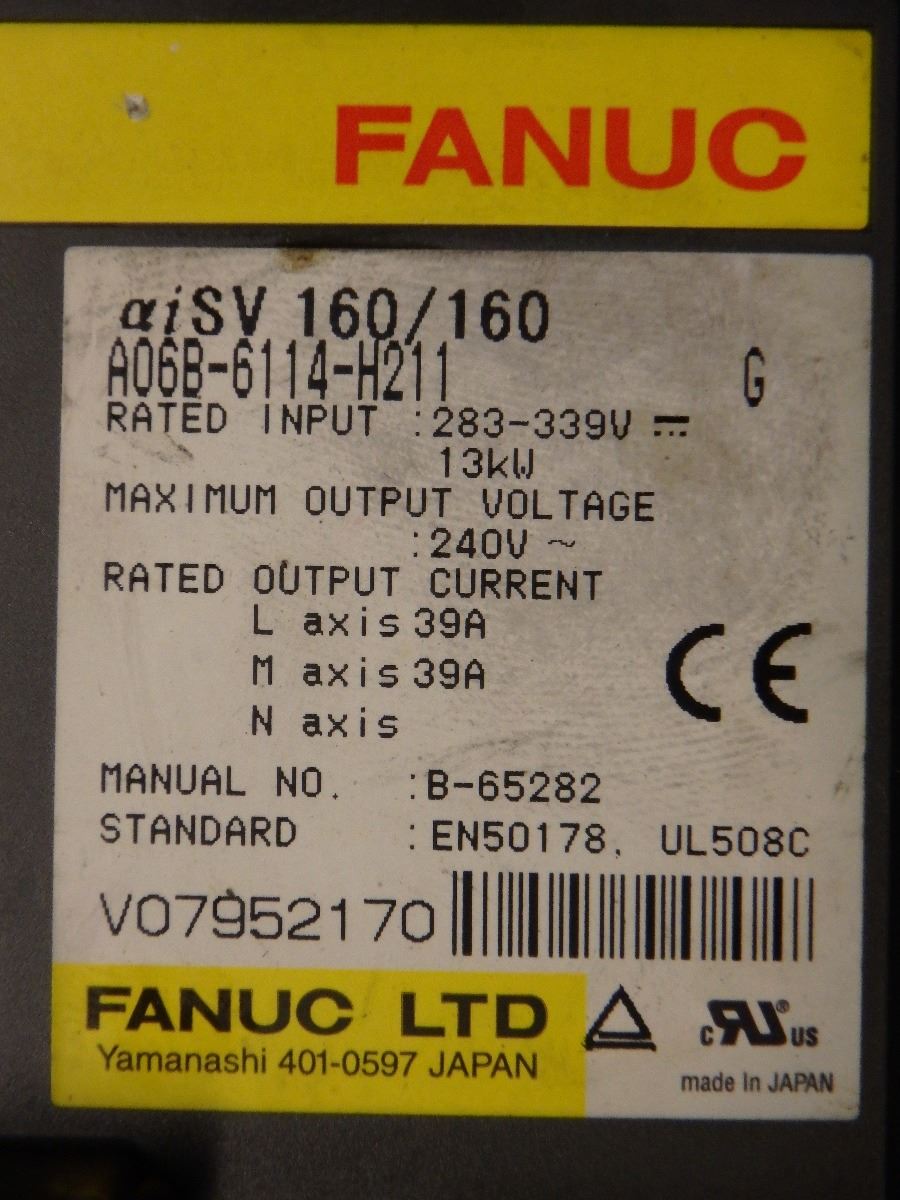 FANUC
αiSV 160/160
A06B-6114-H211 G
RATED INPUT :283-339V ⎓
13kW
MAXIMUM OUTPUT VOLTAGE
:240V ~
RATED OUTPUT CURRENT
L axis 39A
M axis 39A
N axis
CE
MANUAL NO. :B-65282
STANDARD :EN50178, UL508C
V07952170
FANUC LTD
Yamanashi 401-0597 JAPAN
c RU® US
made In JAPAN